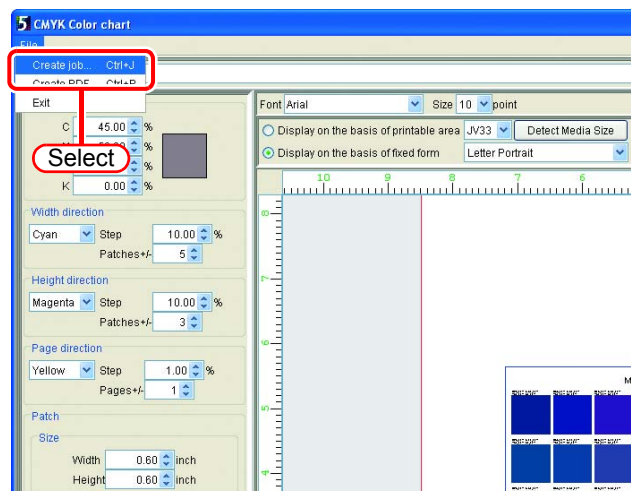 5 CMYK Color chart
File
Create job... Ctrl+J
Create PDF Ctrl+P
Exit
Font Arial Size 10 point
C 45.00 %
Display on the basis of printable area JV33 Detect Media Size
Select %
Display on the basis of fixed form Letter Portrait
%
K 0.00 %
10 9 8 7 6
Width direction
Cyan Step 10.00 %
Patches+/- 5
8
Height direction
Magenta Step 10.00 %
Patches+/- 3
7
Page direction
Yellow Step 1.00 %
Pages+/- 1
6
M
Patch
5
Size
Width 0.60 inch
Height 0.60 inch
4